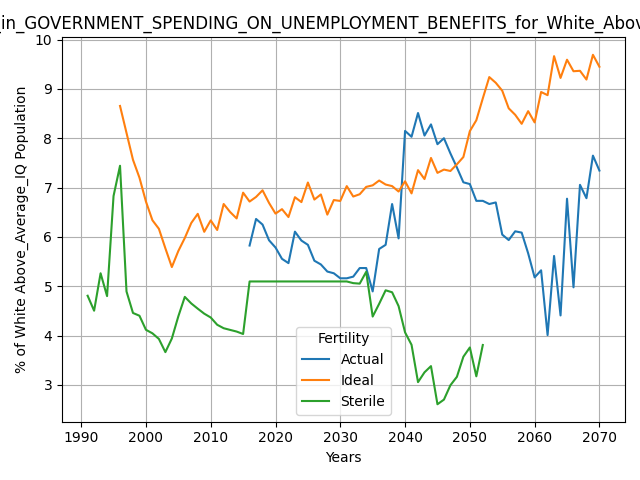 _in_GOVERNMENT_SPENDING_ON_UNEMPLOYMENT_BENEFITS_for_White_Abov
% of White Above_Average_IQ Population
10
9
8
7
6
5
4
3
Fertility
Actual
Ideal
Sterile
1990 2000 2010 2020 2030 2040 2050 2060 2070
Years